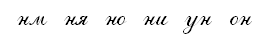 нм ня но ни ун он